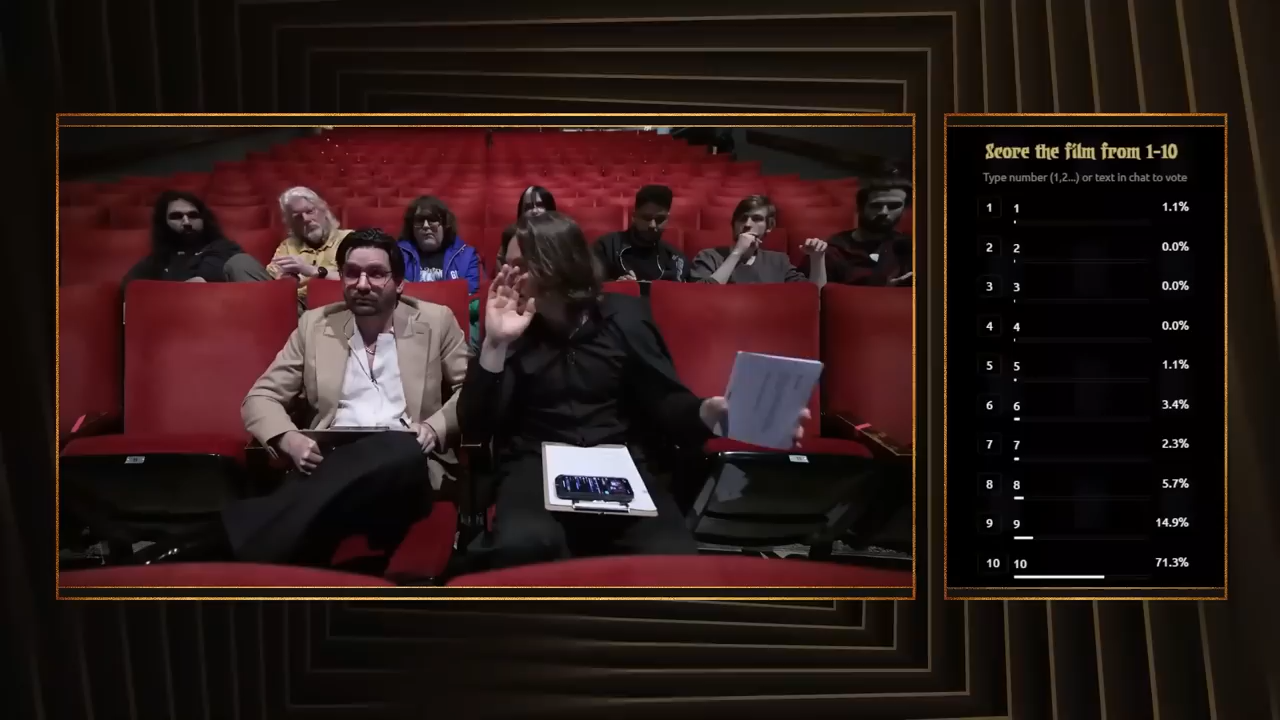 Score the film from 1-10
Type number (1,2...) or text in chat to vote
1 1 1.1%
2 2 0.0%
3 3 0.0%
4 4 0.0%
5 5 1.1%
6 6 3.4%
7 7 2.3%
8 8 5.7%
9 9 14.9%
10 10 71.3%